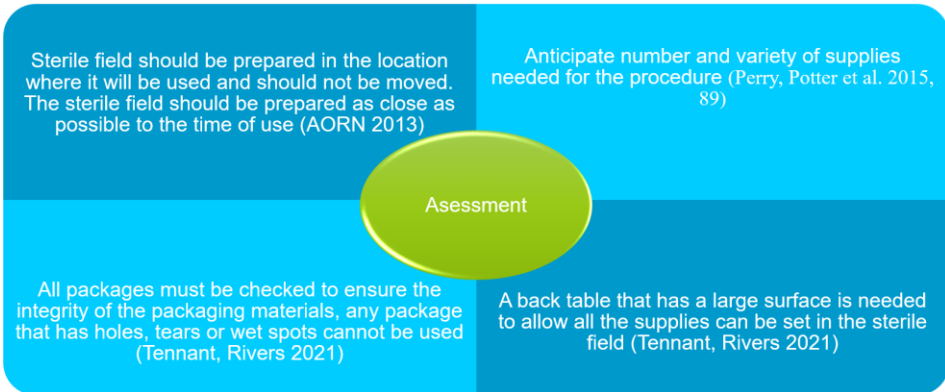 Sterile field should be prepared in the location
where it will be used and should not be moved.
The sterile field should be prepared as close as
possible to the time of use (AORN 2013)
Anticipate number and variety of supplies
needed for the procedure (Perry, Potter et al. 2015,
89)
Asessment
All packages must be checked to ensure the
integrity of the packaging materials, any package
that has holes, tears or wet spots cannot be used
(Tennant, Rivers 2021)
A back table that has a large surface is needed
to allow all the supplies can be set in the sterile
field (Tennant, Rivers 2021)